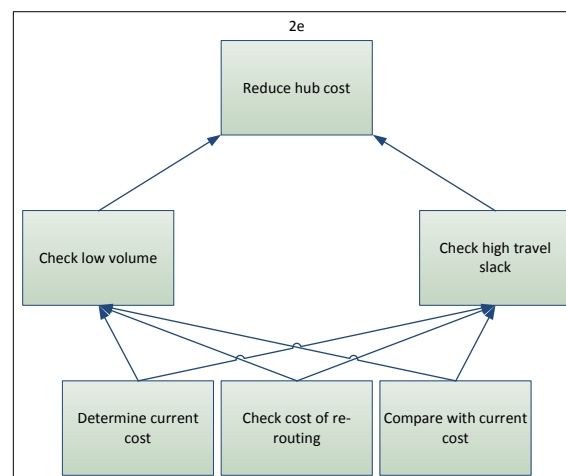 2e
Reduce hub cost
Check low volume
Check high travel
slack
Determine current
cost
Check cost of re-
routing
Compare with current
cost